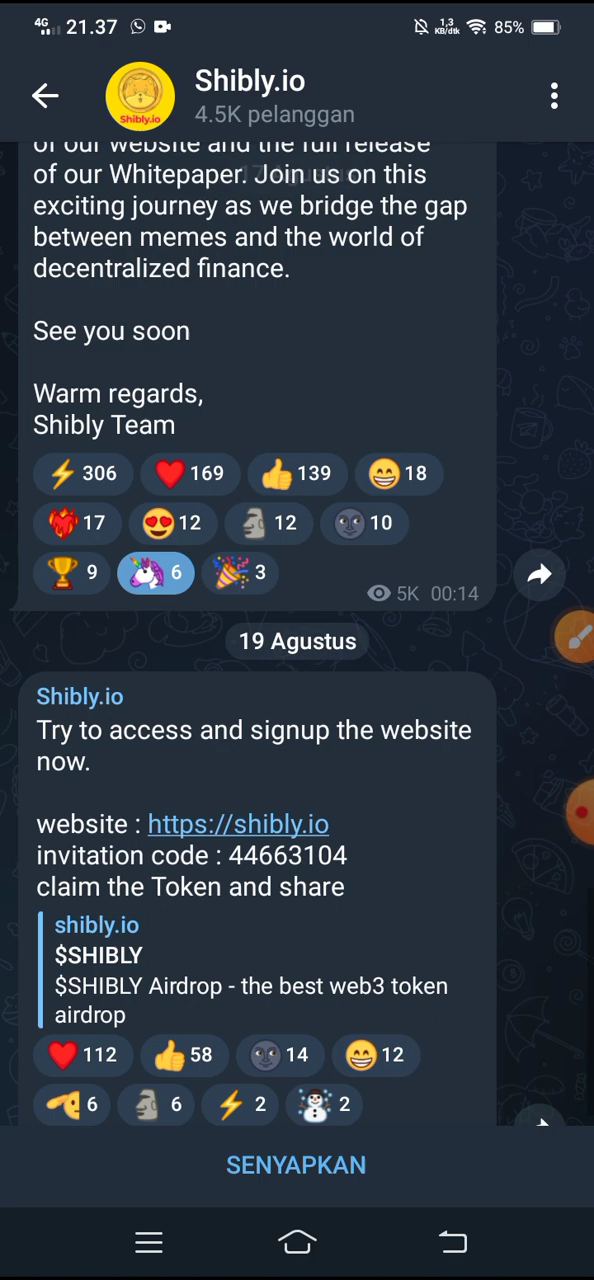 4G 21.37 1,3 KB/dtk 85%
Shibly.io
Shibly.io
4.5K pelanggan
of our website and the full release
17 Agustus
of our Whitepaper. Join us on this
exciting journey as we bridge the gap
between memes and the world of
decentralized finance.
See you soon
Warm regards,
Shibly Team
306 169 139 18
17 12 12 10
9 6 3
5K 00:14
19 Agustus
Shibly.io
Try to access and signup the website
now.
website : https://shibly.io
invitation code : 44663104
claim the Token and share
shibly.io
$SHIBLY
$SHIBLY Airdrop - the best web3 token
airdrop
112 58 14 12
6 6 2 2
SENYAPKAN